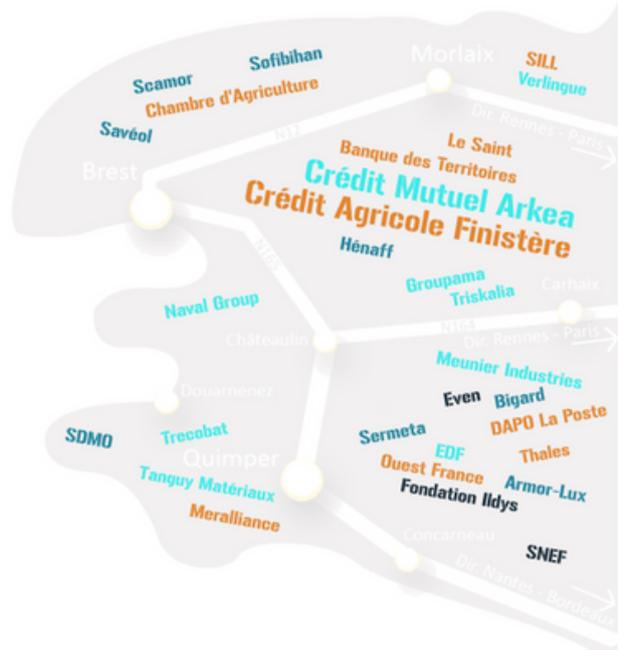 Morlaix
Sofibihan
SILL
Scamor
Verlingue
Chambre d'Agriculture
Dir. Rennes - Paris
Savéol
N12
Le Saint
Banque des Territoires
Brest
Crédit Mutuel Arkea
Crédit Agricole Finistère
Hénaff
N165
Groupama
Triskalia
Carhaix
Naval Group
N164
Dir. Rennes - Paris
Châteaulin
Meunier Industries
Douarnenez
Even
Bigard
DAPO La Poste
SDMO
Trecobat
Sermeta
EDF
Thales
Quimper
Ouest France
Tanguy Matériaux
Fondation Ildys
Armor-Lux
Meralliance
Concarneau
SNEF
Dir. Nantes - Bordeaux